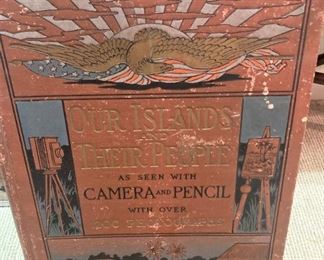 OUR ISLANDS
AND
THEIR PEOPLE
AS SEEN WITH
CAMERA AND PENCIL
WITH OVER